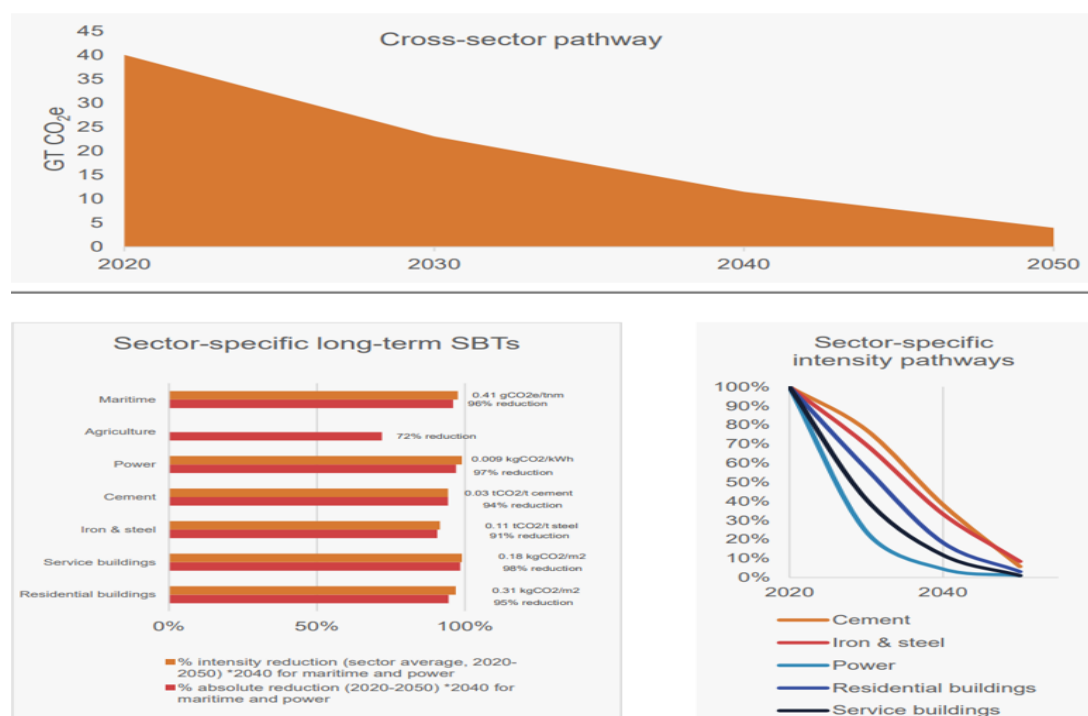 Cross-sector pathway
GT CO₂e
45
40
35
30
25
20
15
10
5
0
2020 2030 2040 2050
Sector-specific long-term SBTs
Maritime 0.41 gCO2e/tnm
96% reduction
Agriculture 72% reduction
Power 0.009 kgCO2/kWh
97% reduction
Cement 0.03 tCO2/t cement
94% reduction
Iron & steel 0.11 tCO2/t steel
91% reduction
Service buildings 0.18 kgCO2/m2
98% reduction
Residential buildings 0.31 kgCO2/m2
95% reduction
0% 50% 100%
% intensity reduction (sector average, 2020-
2050) *2040 for maritime and power
% absolute reduction (2020-2050) *2040 for
maritime and power
Sector-specific
intensity pathways
100%
90%
80%
70%
60%
50%
40%
30%
20%
10%
0%
2020 2040
Cement
Iron & steel
Power
Residential buildings
Service buildings